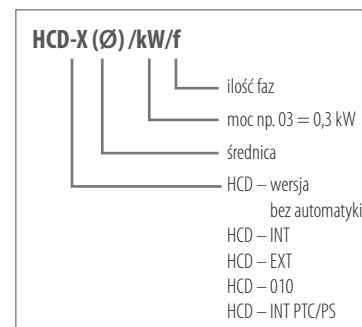 HCD-X (Ø) /kW/f
ilość faz
moc np. 03 = 0,3 kW
średnica
HCD – wersja
bez automatyki
HCD – INT
HCD – EXT
HCD – 010
HCD – INT PTC/PS